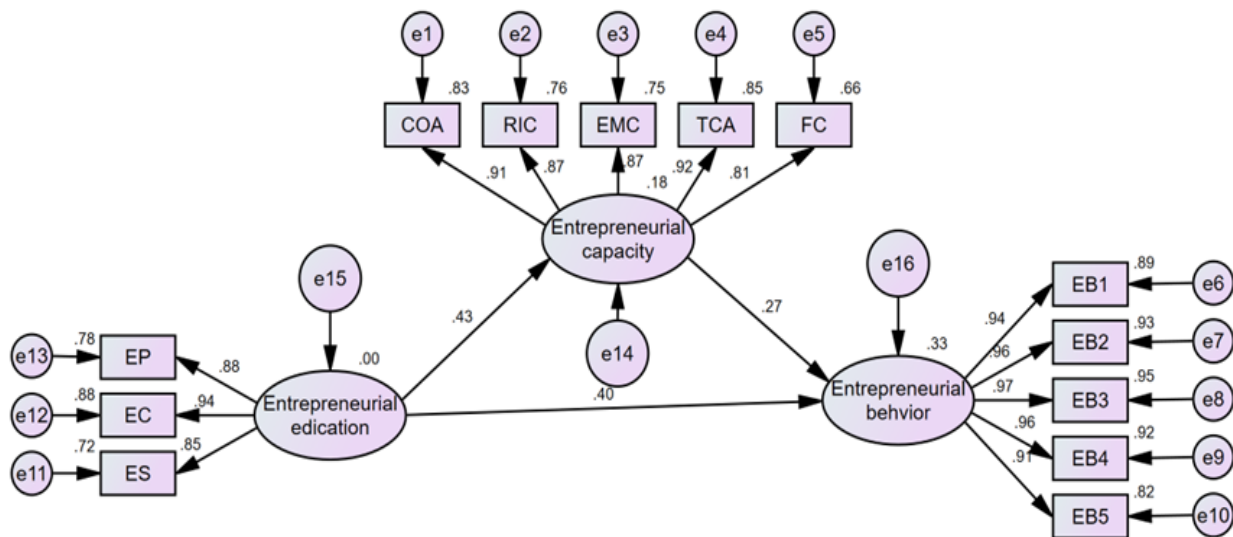 e1 e2 e3 e4 e5
.83 .76 .75 .85 .66
COA RIC EMC TCA FC
.91 .87 .87 .92 .81
.18
Entrepreneurial
capacity
e15
e16
e14
.43
.27
.40
.00
Entrepreneurial
edication
.33
Entrepreneurial
behvior
e13 .78 EP .88
e12 .88 EC .94
e11 .72 ES .85
.94 EB1 .89 e6
.96 EB2 .93 e7
.97 EB3 .95 e8
.96 EB4 .92 e9
.91 EB5 .82 e10